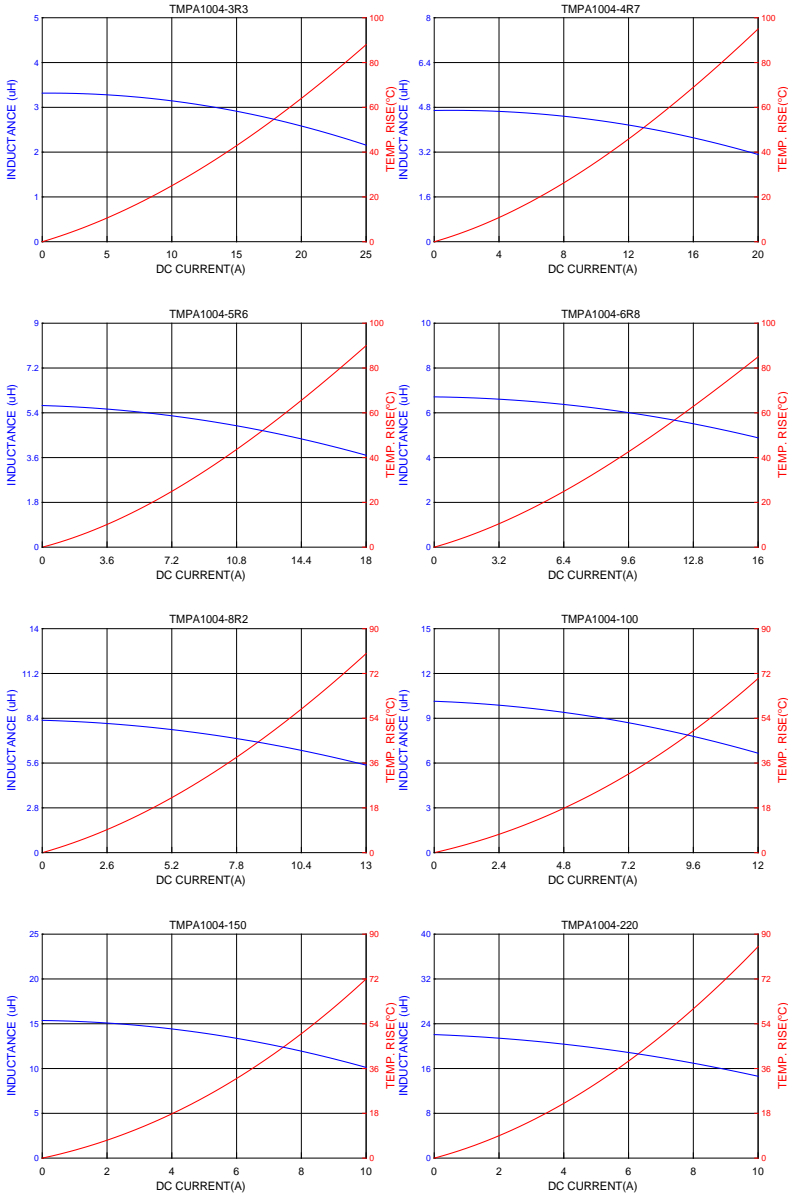 TMPA1004-3R3
5
4
3
2
1
0
INDUCTANCE (uH)
100
80
60
40
20
0
TEMP. RISE(°C)
0 5 10 15 20 25
DC CURRENT(A)
TMPA1004-4R7
8
6.4
4.8
3.2
1.6
0
INDUCTANCE (uH)
100
80
60
40
20
0
TEMP. RISE(°C)
0 4 8 12 16 20
DC CURRENT(A)
TMPA1004-5R6
9
7.2
5.4
3.6
1.8
0
INDUCTANCE (uH)
100
80
60
40
20
0
TEMP. RISE(°C)
0 3.6 7.2 10.8 14.4 18
DC CURRENT(A)
TMPA1004-6R8
10
8
6
4
2
0
INDUCTANCE (uH)
100
80
60
40
20
0
TEMP. RISE(°C)
0 3.2 6.4 9.6 12.8 16
DC CURRENT(A)
TMPA1004-8R2
14
11.2
8.4
5.6
2.8
0
INDUCTANCE (uH)
90
72
54
36
18
0
TEMP. RISE(°C)
0 2.6 5.2 7.8 10.4 13
DC CURRENT(A)
TMPA1004-100
15
12
9
6
3
0
INDUCTANCE (uH)
90
72
54
36
18
0
TEMP. RISE(°C)
0 2.4 4.8 7.2 9.6 12
DC CURRENT(A)
TMPA1004-150
25
20
15
10
5
0
INDUCTANCE (uH)
90
72
54
36
18
0
TEMP. RISE(°C)
0 2 4 6 8 10
DC CURRENT(A)
TMPA1004-220
40
32
24
16
8
0
INDUCTANCE (uH)
90
72
54
36
18
0
TEMP. RISE(°C)
0 2 4 6 8 10
DC CURRENT(A)